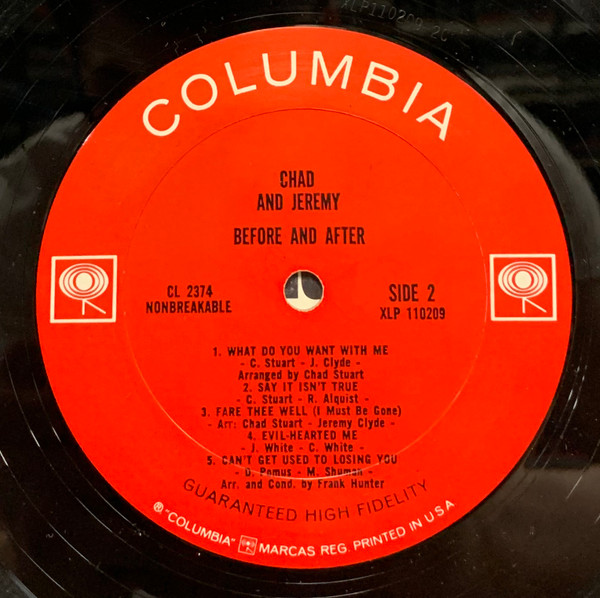 XLP110209 2C
COLUMBIA
CHAD
AND JEREMY
BEFORE AND AFTER
CL 2374
NONBREAKABLE
SIDE 2
XLP 110209
1. WHAT DO YOU WANT WITH ME
- C. Stuart - J. Clyde -
Arranged by Chad Stuart
2. SAY IT ISN'T TRUE
- C. Stuart - R. Alquist -
3. FARE THEE WELL (I Must Be Gone)
- Arr: Chad Stuart - Jeremy Clyde -
4. EVIL-HEARTED ME
- J. White - C. White -
5. CAN'T GET USED TO LOSING YOU
- D. Pomus - M. Shuman -
Arr. and Cond. by Frank Hunter
GUARANTEED HIGH FIDELITY
® "COLUMBIA" MARCAS REG. PRINTED IN U S A